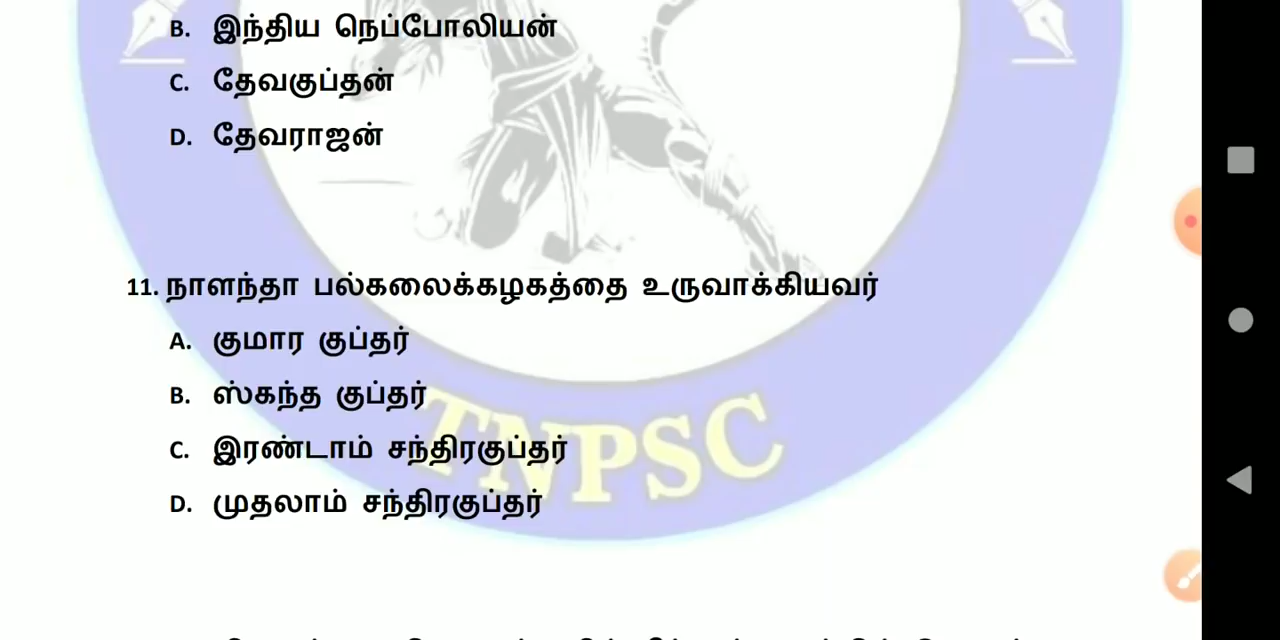 B. இந்திய நெப்போலியன்
C. தேவகுப்தன்
D. தேவராஜன்
11. நாளந்தா பல்கலைக்கழகத்தை உருவாக்கியவர்
A. குமார குப்தர்
B. ஸ்கந்த குப்தர்
C. இரண்டாம் சந்திரகுப்தர்
D. முதலாம் சந்திரகுப்தர்
TNPSC